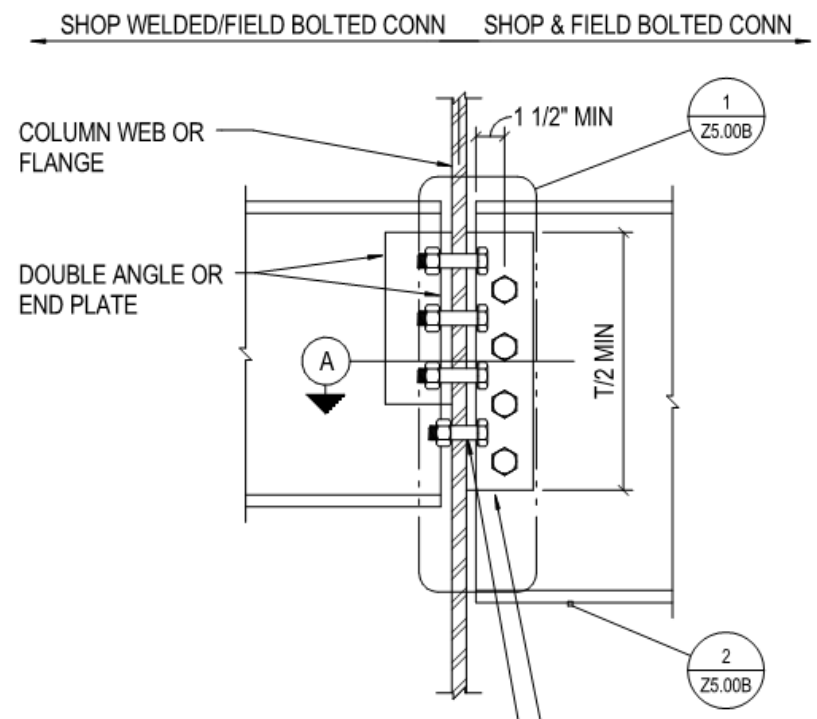 SHOP WELDED/FIELD BOLTED CONN
SHOP & FIELD BOLTED CONN
1
Z5.00B
1 1/2" MIN
COLUMN WEB OR
FLANGE
DOUBLE ANGLE OR
END PLATE
A
T/2 MIN
2
Z5.00B